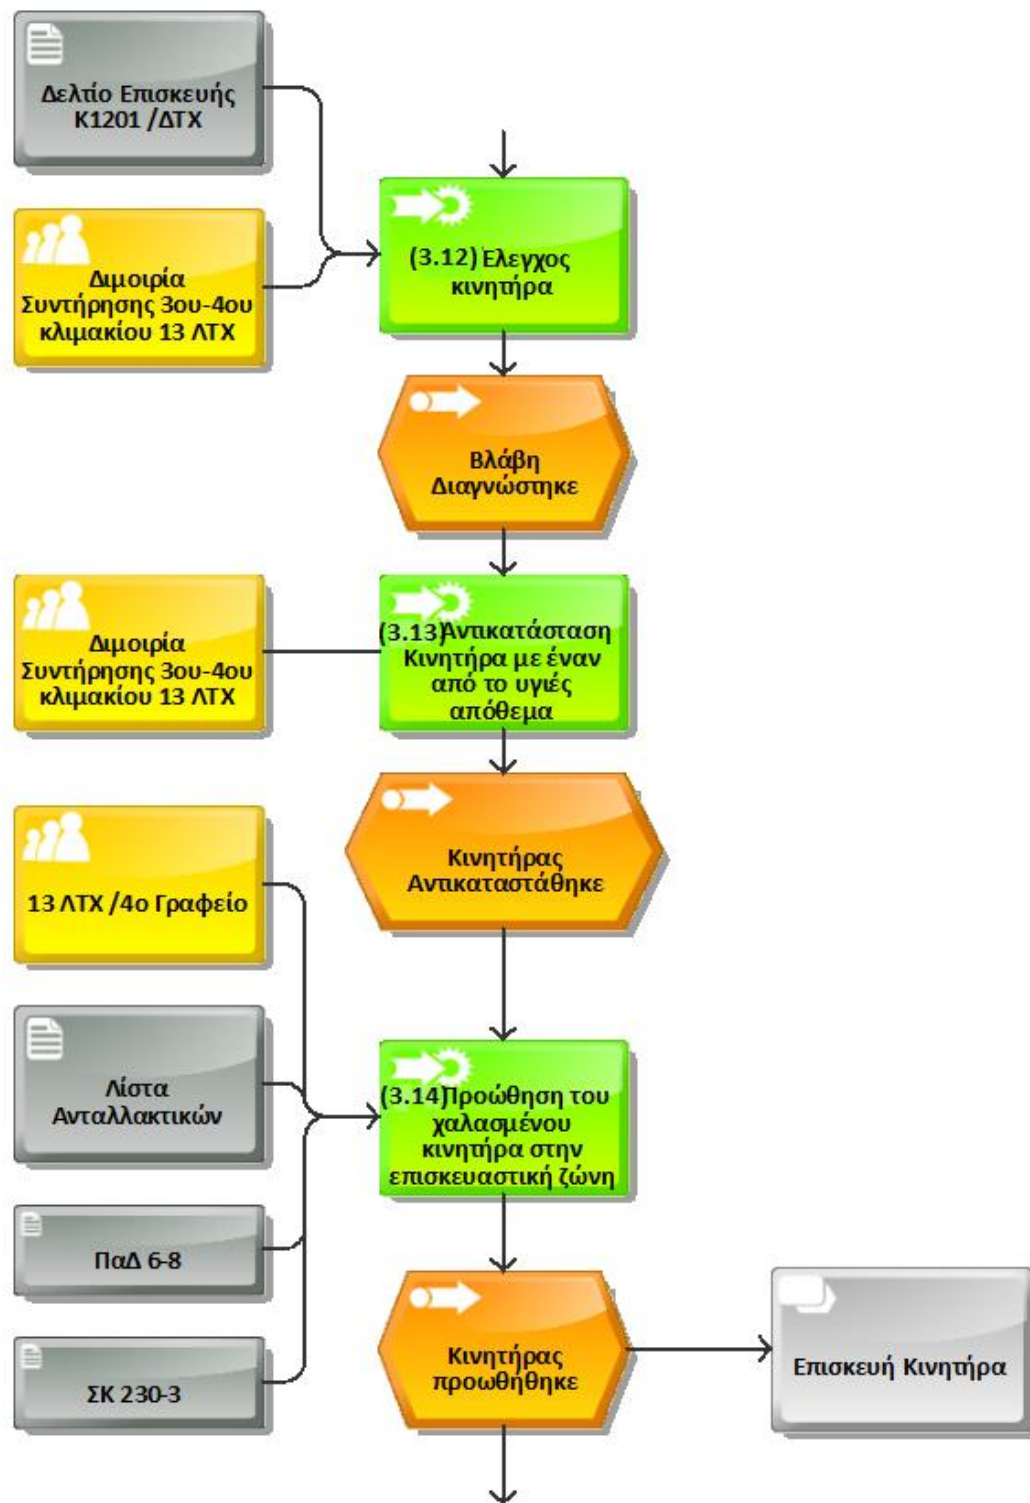 Δελτίο Επισκευής
Κ1201 /ΔΤΧ
(3.12) Έλεγχος
κινητήρα
Διμοιρία
Συντήρησης 3ου-4ου
κλιμακίου 13 ΛΤΧ
Βλάβη
Διαγνώστηκε
Διμοιρία
Συντήρησης 3ου-4ου
κλιμακίου 13 ΛΤΧ
(3.13)Αντικατάσταση
Κινητήρα με έναν
από το υγιές
απόθεμα
Κινητήρας
Αντικαταστάθηκε
13 ΛΤΧ /4ο Γραφείο
Λίστα
Ανταλλακτικών
(3.14)Προώθηση του
χαλασμένου
κινητήρα στην
επισκευαστική ζώνη
ΠαΔ 6-8
ΣΚ 230-3
Κινητήρας
προωθήθηκε
Επισκευή Κινητήρα